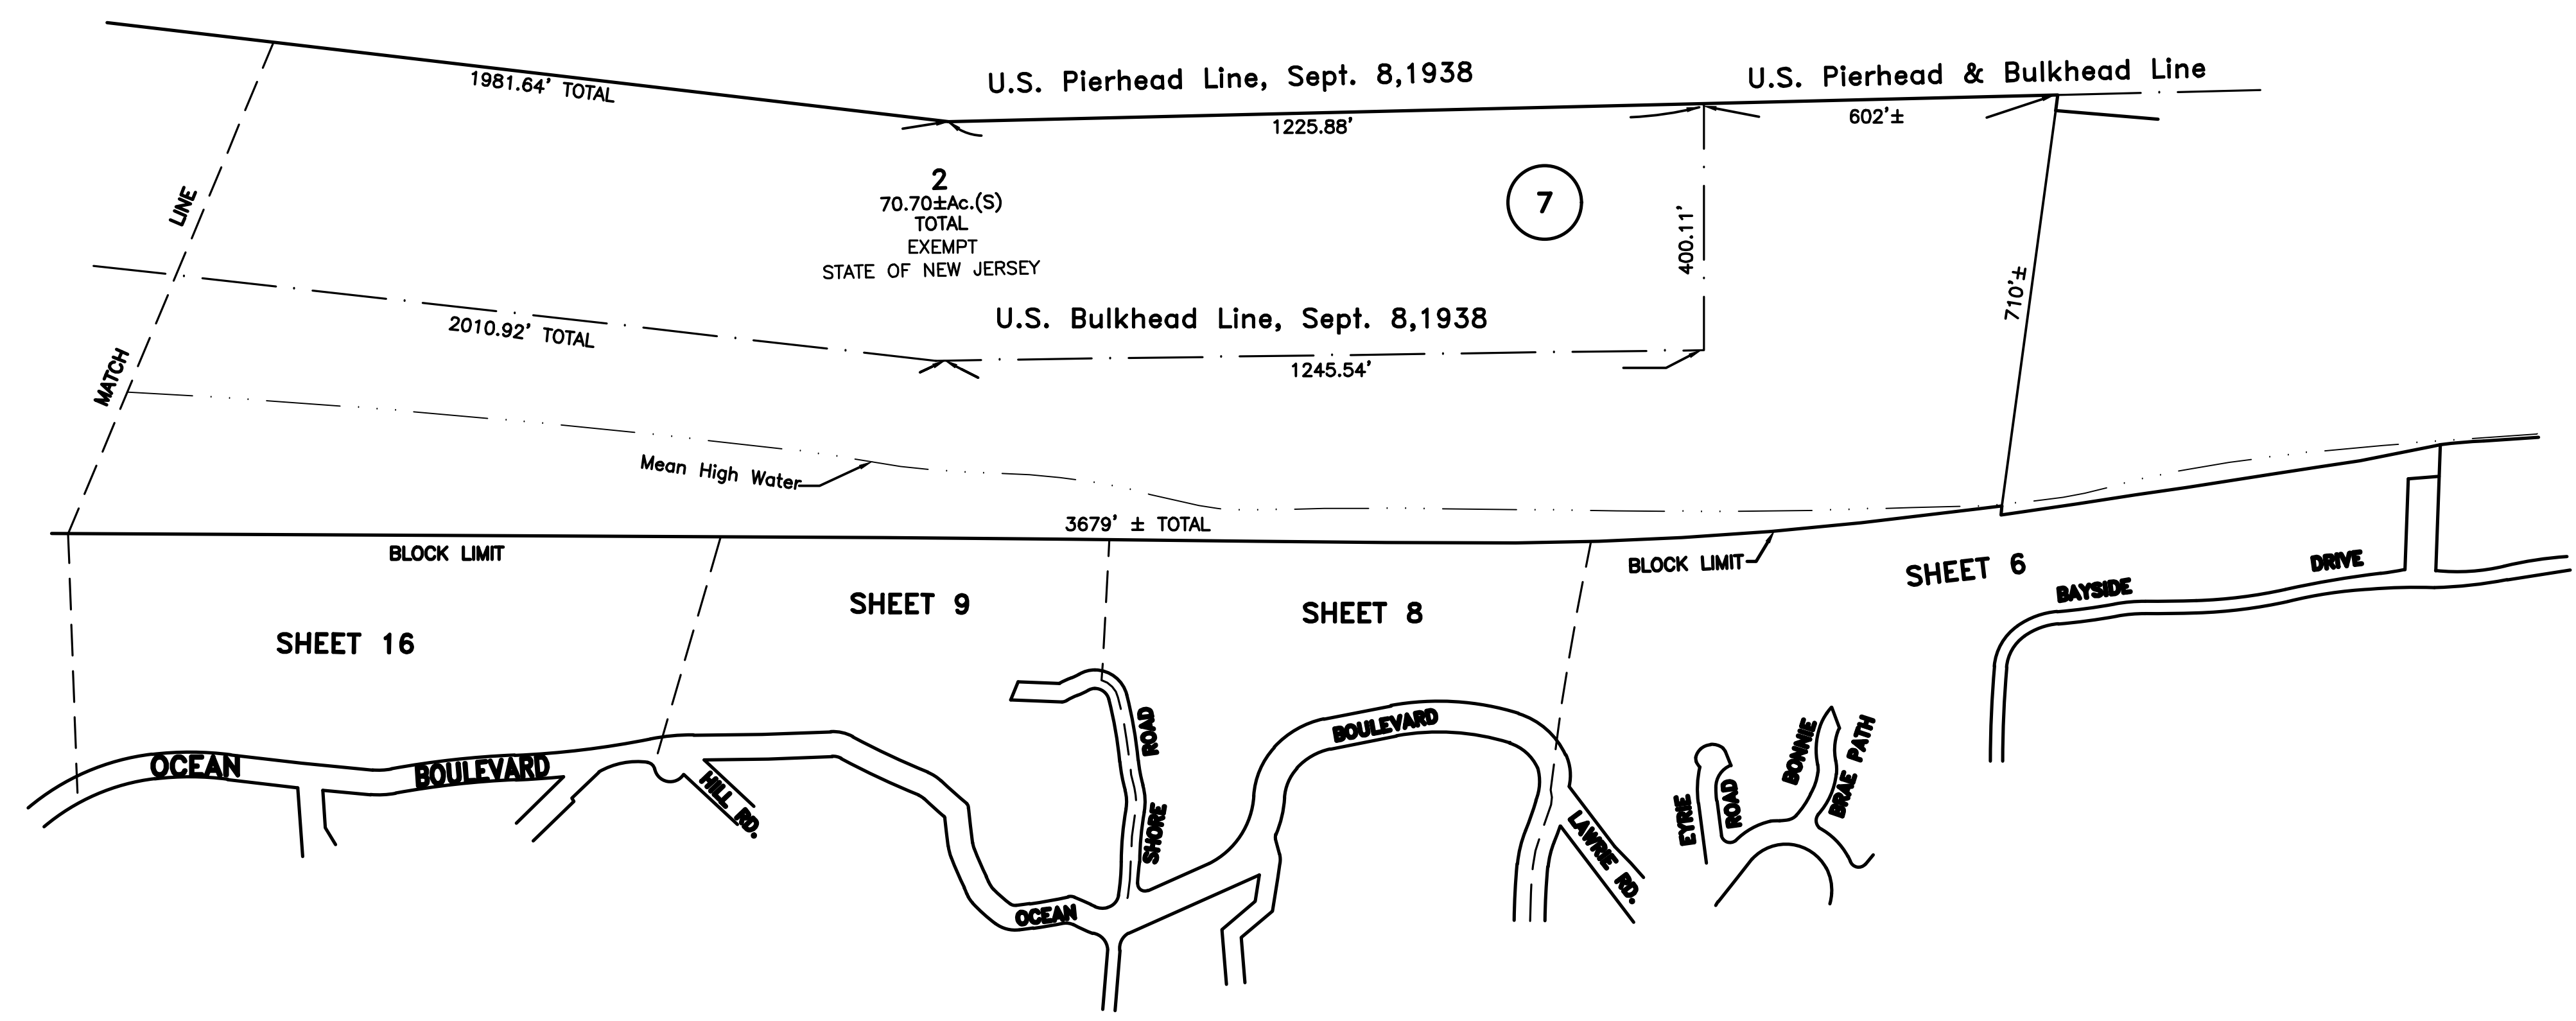 U.S. Pierhead Line, Sept. 8,1938
U.S. Pierhead & Bulkhead Line
1981.64' TOTAL
1225.88'
602'±
2
70.70±Ac.(S)
TOTAL
EXEMPT
STATE OF NEW JERSEY
7
LINE
400.11'
710'±
U.S. Bulkhead Line, Sept. 8,1938
2010.92' TOTAL
1245.54'
MATCH
Mean High Water
3679' ± TOTAL
BLOCK LIMIT
BLOCK LIMIT
SHEET 6
DRIVE
BAYSIDE
SHEET 9
SHEET 8
SHEET 16
BOULEVARD
ROAD
OCEAN
BOULEVARD
HILL RD.
SHORE
BONNIE
BRAE PATH
EYRIE
ROAD
LAWRIE RD.
OCEAN